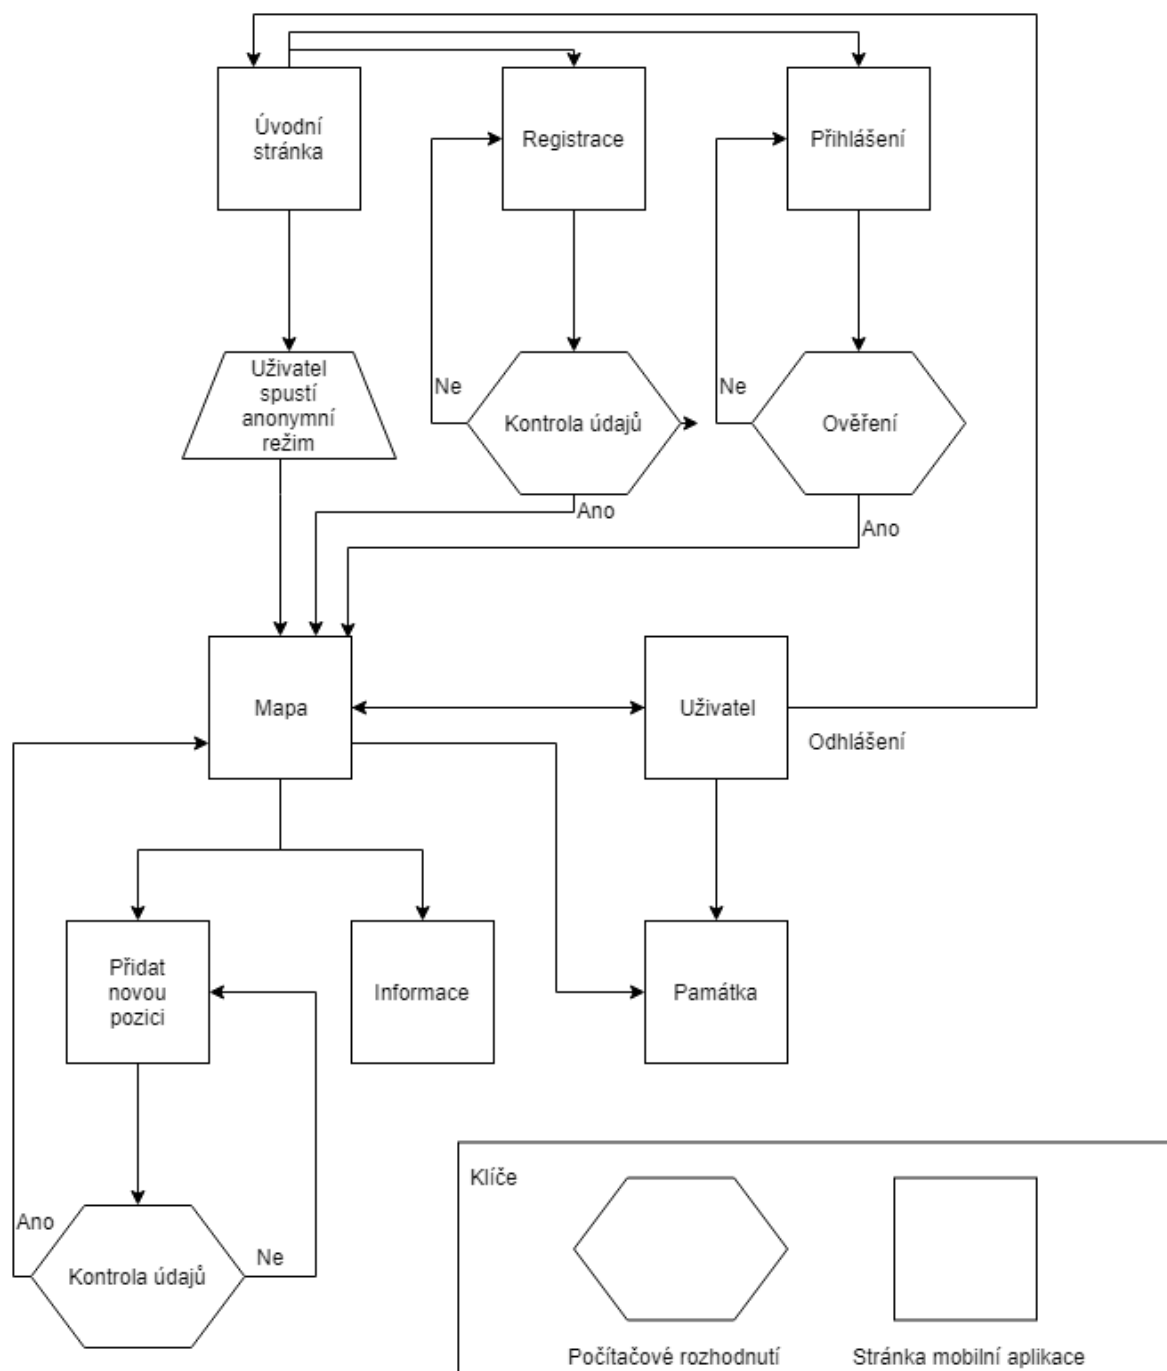 Úvodní
stránka
Registrace
Přihlášení
Uživatel
spustí
anonymní
režim
Ne
Kontrola údajů
Ano
Ne
Ověření
Ano
Mapa
Uživatel
Odhlášení
Přidat
novou
pozici
Informace
Památka
Ano
Kontrola údajů
Ne
Klíče
Počítačové rozhodnutí
Stránka mobilní aplikace